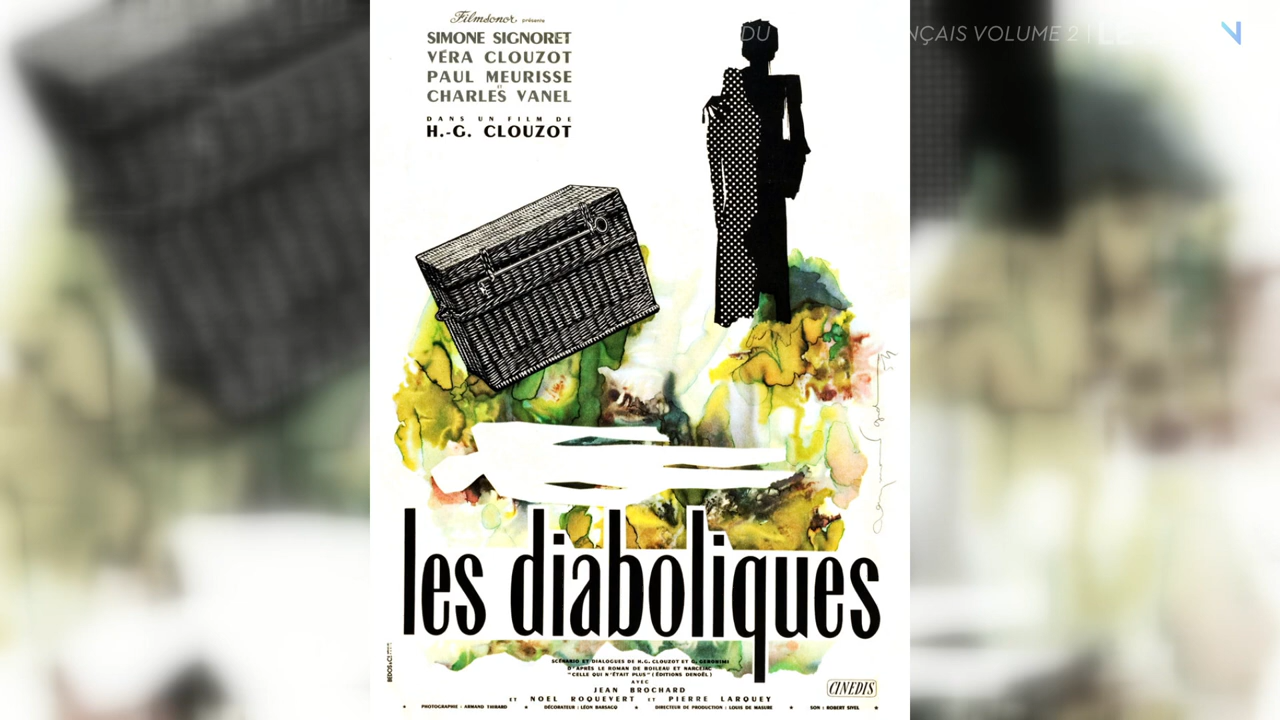 DU
NÇAIS VOLUME 2 |
Filmsonor présente
SIMONE SIGNORET
VÉRA CLOUZOT
PAUL MEURISSE
et
CHARLES VANEL
DANS UN FILM DE
H.-G. CLOUZOT
les diaboliques
SCÉNARIO ET DIALOGUES DE H.G. CLOUZOT ET G. GERONIMI
D'APRÈS LE ROMAN DE BOILEAU ET NARCEJAC
"CELLE QUI N'ÉTAIT PLUS" (ÉDITIONS DENOËL)
AVEC
JEAN BROCHARD
ET NOEL ROQUEVERT ET PIERRE LARQUEY
CINEDIS
PHOTOGRAPHIE : ARMAND THIRARD ★ DÉCORATEUR : LÉON BARSACQ ★ DIRECTEUR DE PRODUCTION : LOUIS DE MASURE ★ SON : ROBERT SIVEL